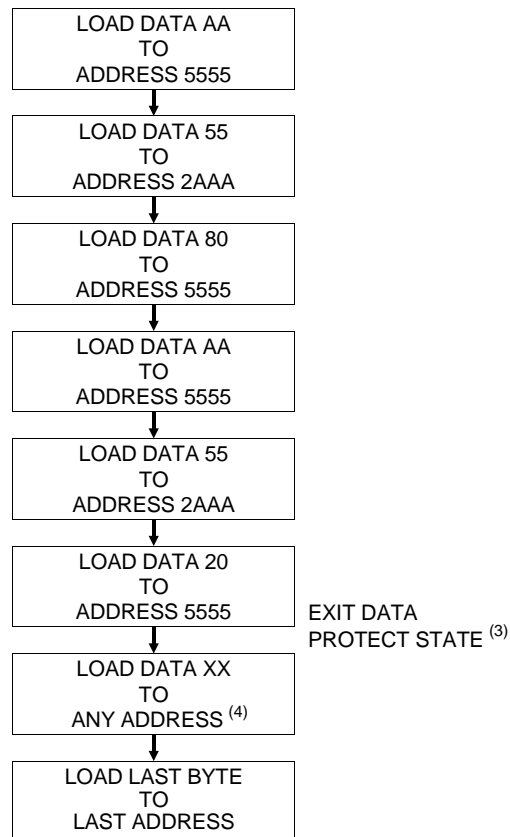 LOAD DATA AA
TO
ADDRESS 5555
LOAD DATA 55
TO
ADDRESS 2AAA
LOAD DATA 80
TO
ADDRESS 5555
LOAD DATA AA
TO
ADDRESS 5555
LOAD DATA 55
TO
ADDRESS 2AAA
LOAD DATA 20
TO
ADDRESS 5555
EXIT DATA
PROTECT STATE (3)
LOAD DATA XX
TO
ANY ADDRESS (4)
LOAD LAST BYTE
TO
LAST ADDRESS